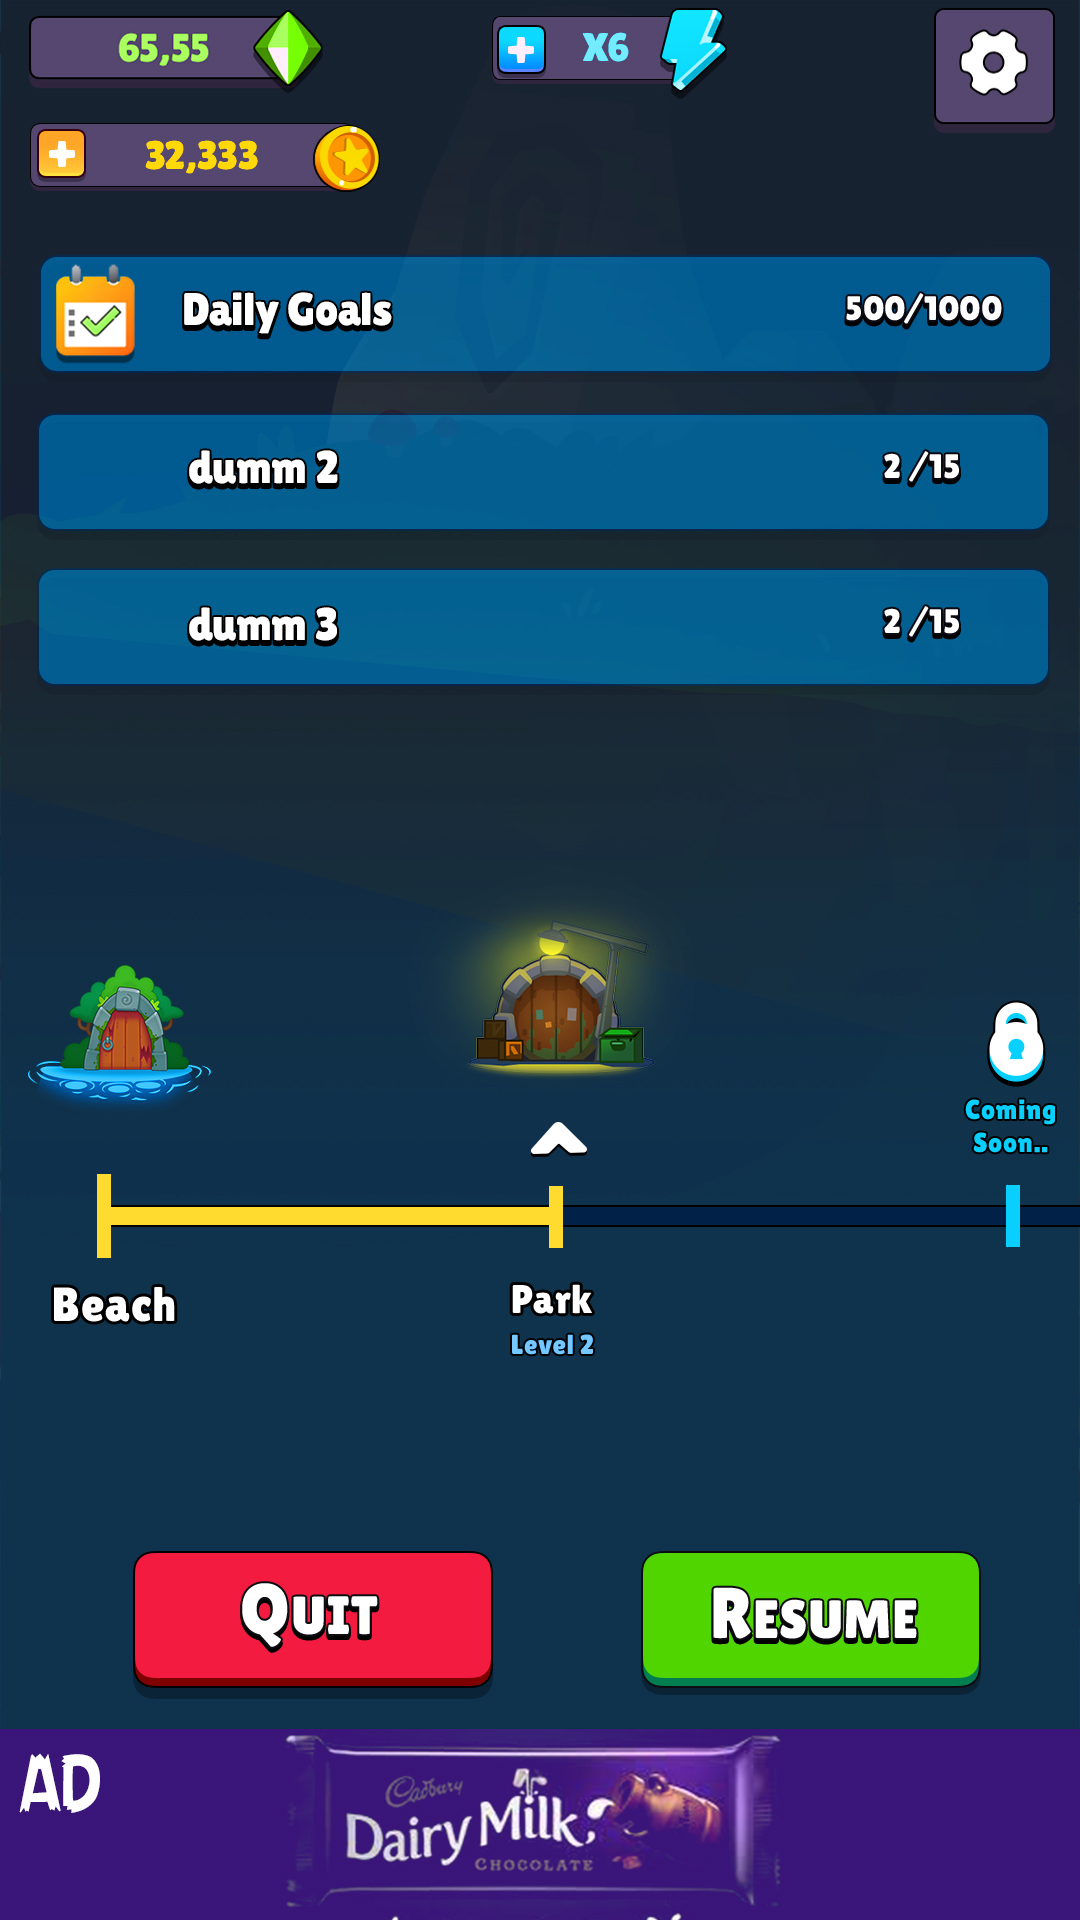 65,55
X6
32,333
Daily Goals
500/1000
dumm 2
2 /15
dumm 3
2 /15
Coming
Soon..
Beach
Park
Level 2
QUIT
RESUME
AD
Cadbury
Dairy Milk
CHOCOLATE